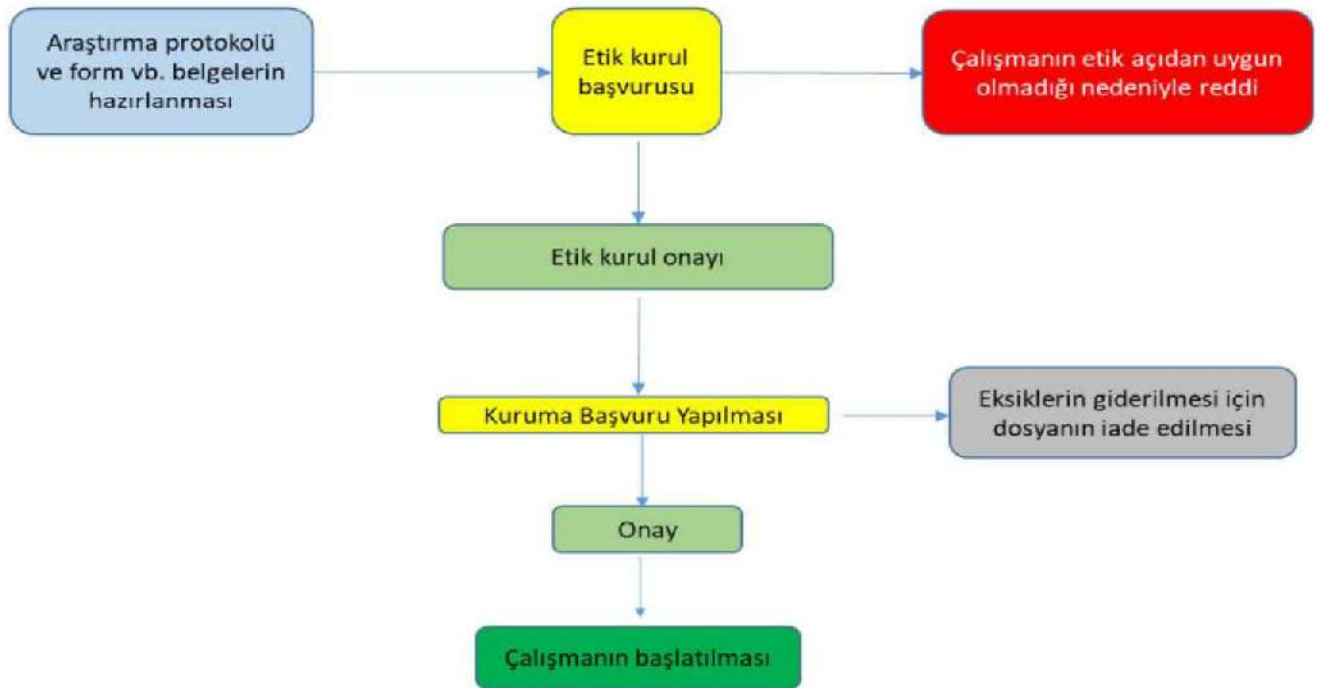 Araştırma protokolü
ve form vb. belgelerin
hazırlanması
Etik kurul
başvurusu
Çalışmanın etik açıdan uygun
olmadığı nedeniyle reddi
Etik kurul onayı
Kuruma Başvuru Yapılması
Eksiklerin giderilmesi için
dosyanın iade edilmesi
Onay
Çalışmanın başlatılması